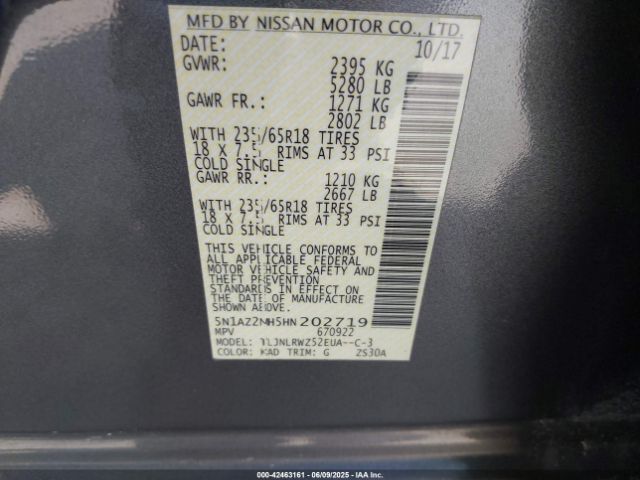 MFD BY NISSAN MOTOR CO., LTD.
DATE: 10/17
GVWR: 2395 KG
5280 LB
GAWR FR.: 1271 KG
2802 LB
WITH 235/65R18 TIRES
18 X 7.5 RIMS AT 33 PSI
COLD SINGLE
GAWR RR.: 1210 KG
2667 LB
WITH 235/65R18 TIRES
18 X 7.5 RIMS AT 33 PSI
COLD SINGLE
THIS VEHICLE CONFORMS TO
ALL APPLICABLE FEDERAL
MOTOR VEHICLE SAFETY AND
THEFT PREVENTION
STANDARDS IN EFFECT ON
THE DATE OF MANUFACTURE
SHOWN ABOVE.
5N1AZ2MH5HN202719
MPV 670922
MODEL: TLJNLRWZ52EUA--C-3
COLOR: KAD TRIM: G ZS30A
000-42463161 - 06/09/2025 - IAA Inc.